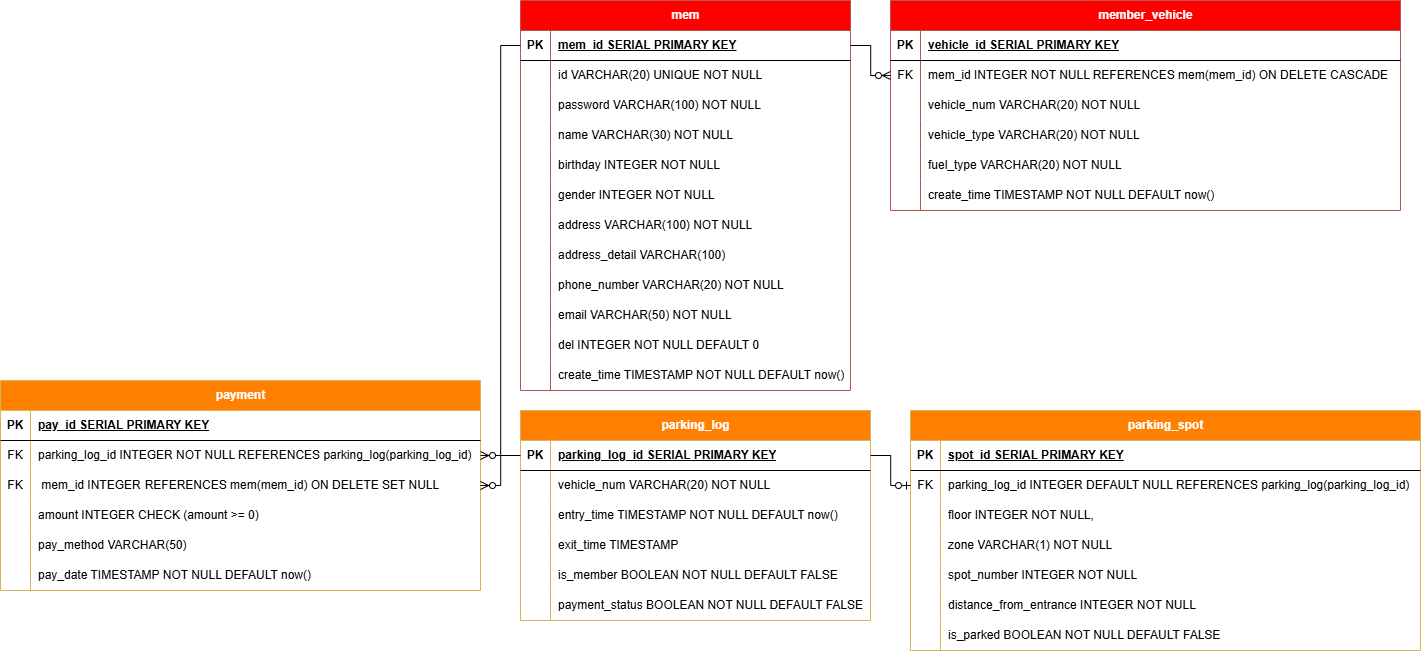 mem
PK mem_id SERIAL PRIMARY KEY
id VARCHAR(20) UNIQUE NOT NULL
password VARCHAR(100) NOT NULL
name VARCHAR(30) NOT NULL
birthday INTEGER NOT NULL
gender INTEGER NOT NULL
address VARCHAR(100) NOT NULL
address_detail VARCHAR(100)
phone_number VARCHAR(20) NOT NULL
email VARCHAR(50) NOT NULL
del INTEGER NOT NULL DEFAULT 0
create_time TIMESTAMP NOT NULL DEFAULT now()
member_vehicle
PK vehicle_id SERIAL PRIMARY KEY
FK mem_id INTEGER NOT NULL REFERENCES mem(mem_id) ON DELETE CASCADE
vehicle_num VARCHAR(20) NOT NULL
vehicle_type VARCHAR(20) NOT NULL
fuel_type VARCHAR(20) NOT NULL
create_time TIMESTAMP NOT NULL DEFAULT now()
payment
PK pay_id SERIAL PRIMARY KEY
FK parking_log_id INTEGER NOT NULL REFERENCES parking_log(parking_log_id)
FK mem_id INTEGER REFERENCES mem(mem_id) ON DELETE SET NULL
amount INTEGER CHECK (amount >= 0)
pay_method VARCHAR(50)
pay_date TIMESTAMP NOT NULL DEFAULT now()
parking_log
PK parking_log_id SERIAL PRIMARY KEY
vehicle_num VARCHAR(20) NOT NULL
entry_time TIMESTAMP NOT NULL DEFAULT now()
exit_time TIMESTAMP
is_member BOOLEAN NOT NULL DEFAULT FALSE
payment_status BOOLEAN NOT NULL DEFAULT FALSE
parking_spot
PK spot_id SERIAL PRIMARY KEY
FK parking_log_id INTEGER DEFAULT NULL REFERENCES parking_log(parking_log_id)
floor INTEGER NOT NULL,
zone VARCHAR(1) NOT NULL
spot_number INTEGER NOT NULL
distance_from_entrance INTEGER NOT NULL
is_parked BOOLEAN NOT NULL DEFAULT FALSE